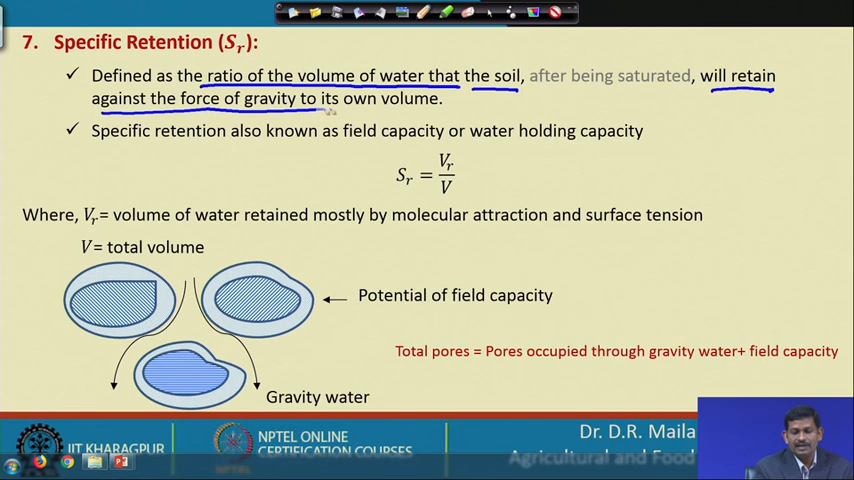 7. Specific Retention (Sr):
✓ Defined as the ratio of the volume of water that the soil, after being saturated, will retain
against the force of gravity to its own volume.
✓ Specific retention also known as field capacity or water holding capacity
Sr = Vr/V
Where, Vr= volume of water retained mostly by molecular attraction and surface tension
V= total volume
Potential of field capacity
Total pores = Pores occupied through gravity water+ field capacity
Gravity water
IIT KHARAGPUR
NPTEL ONLINE
CERTIFICATION COURSES
Dr. D.R. Maila
Agricultural and Food